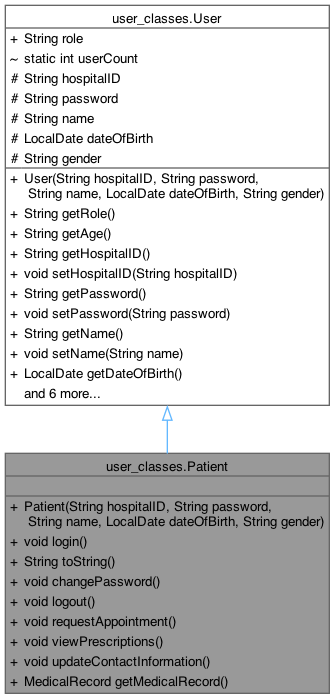 user_classes.User
+ String role
~ static int userCount
# String hospitalID
# String password
# String name
# LocalDate dateOfBirth
# String gender
+ User(String hospitalID, String password,
String name, LocalDate dateOfBirth, String gender)
+ String getRole()
+ String getAge()
+ String getHospitalID()
+ void setHospitalID(String hospitalID)
+ String getPassword()
+ void setPassword(String password)
+ String getName()
+ void setName(String name)
+ LocalDate getDateOfBirth()
and 6 more...
user_classes.Patient
+ Patient(String hospitalID, String password,
String name, LocalDate dateOfBirth, String gender)
+ void login()
+ String toString()
+ void changePassword()
+ void logout()
+ void requestAppointment()
+ void viewPrescriptions()
+ void updateContactInformation()
+ MedicalRecord getMedicalRecord()